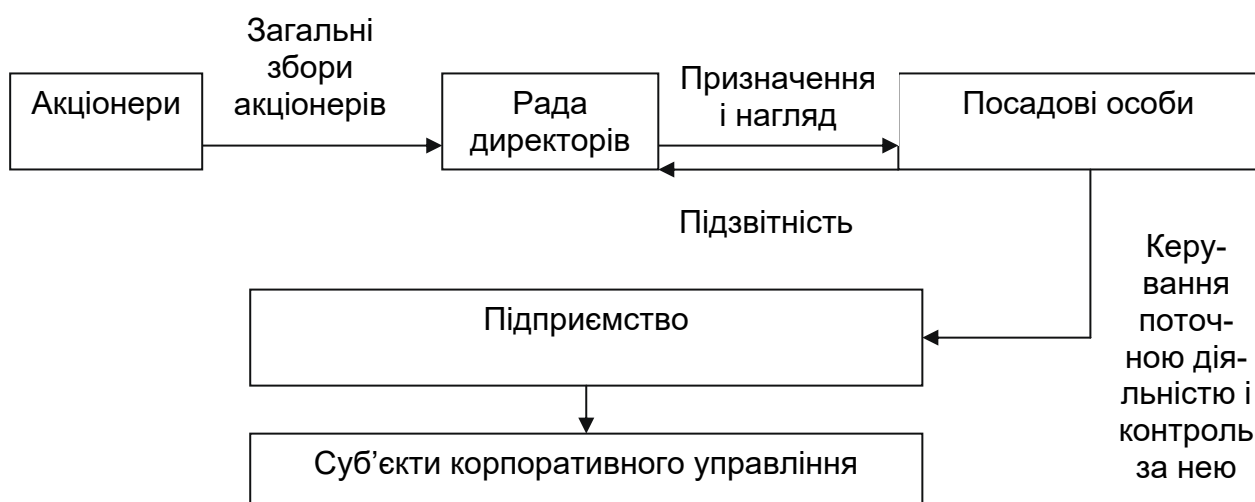 Акціонери
Загальні
збори
акціонерів
Рада
директорів
Призначення
і нагляд
Посадові особи
Підзвітність
Керу-
вання
поточ-
ною дія-
льністю і
контроль
за нею
Підприємство
Суб’єкти корпоративного управління